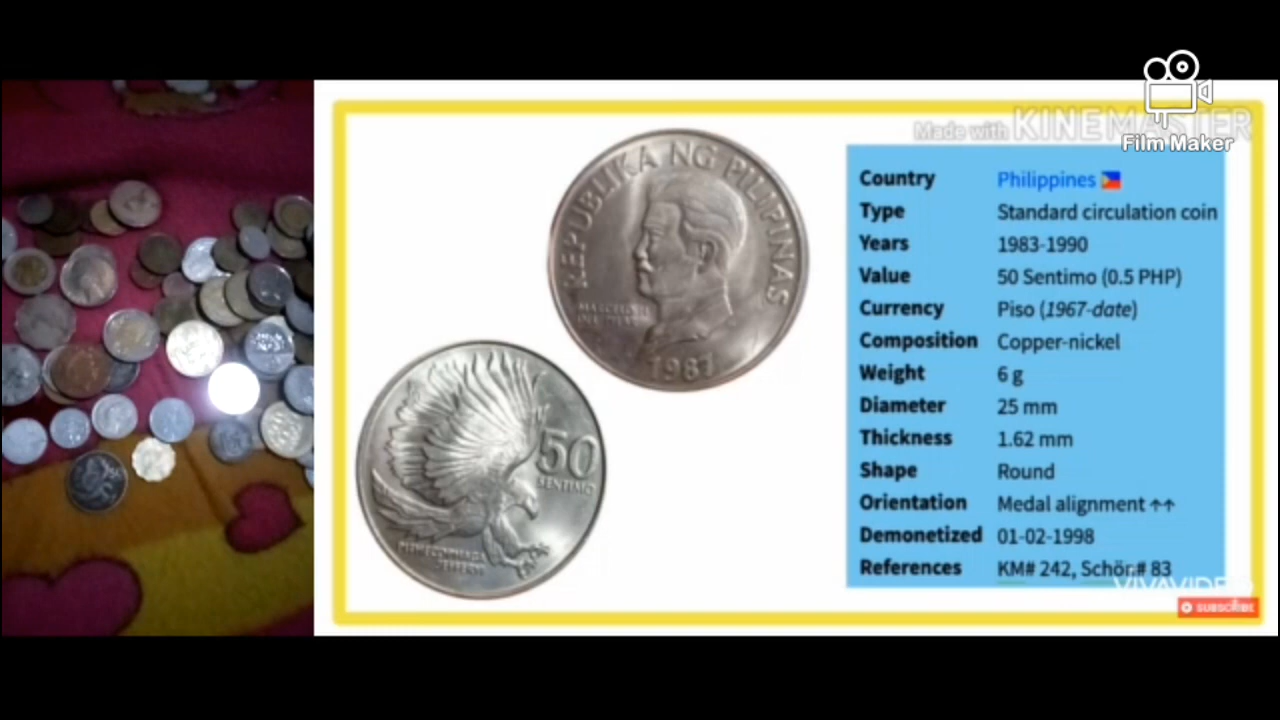 Made with KINEMASTER
Film Maker
REPUBLIKA NG PILIPINAS
1987
50
SENTIMO
Country Philippines
Type Standard circulation coin
Years 1983-1990
Value 50 Sentimo (0.5 PHP)
Currency Piso (1967-date)
Composition Copper-nickel
Weight 6 g
Diameter 25 mm
Thickness 1.62 mm
Shape Round
Orientation Medal alignment ↑↑
Demonetized 01-02-1998
References KM# 242, Schön# 83
VIVAVIDEO
SUBSCRIBE